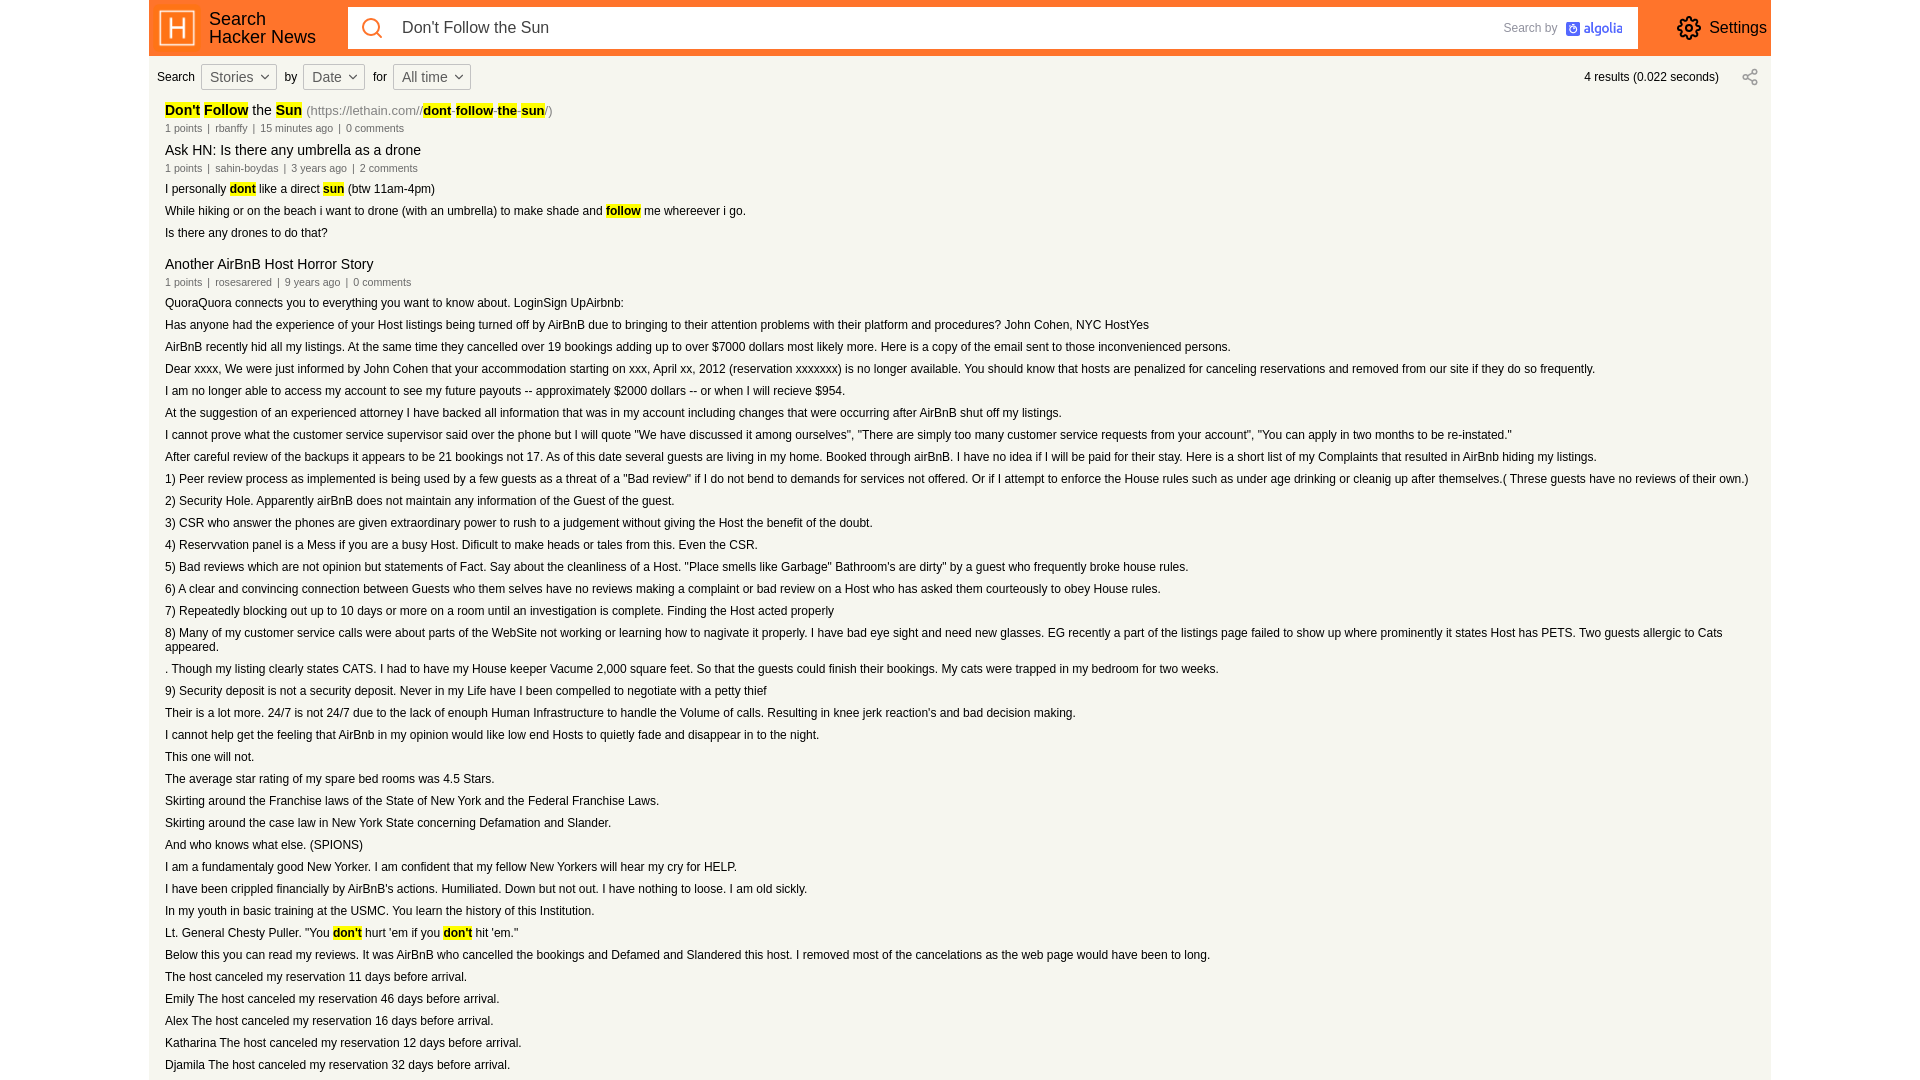 H
Search
Hacker News
Don't Follow the Sun
Search by algolia
Settings
Search Stories by Date for All time
4 results (0.022 seconds)
Don't Follow the Sun (https://lethain.com//dont-follow-the-sun/)
1 points | rbanffy | 15 minutes ago | 0 comments
Ask HN: Is there any umbrella as a drone
1 points | sahin-boydas | 3 years ago | 2 comments
I personally dont like a direct sun (btw 11am-4pm)
While hiking or on the beach i want to drone (with an umbrella) to make shade and follow me whereever i go.
Is there any drones to do that?
Another AirBnB Host Horror Story
1 points | rosesarered | 9 years ago | 0 comments
QuoraQuora connects you to everything you want to know about. LoginSign UpAirbnb:
Has anyone had the experience of your Host listings being turned off by AirBnB due to bringing to their attention problems with their platform and procedures? John Cohen, NYC HostYes
AirBnB recently hid all my listings. At the same time they cancelled over 19 bookings adding up to over $7000 dollars most likely more. Here is a copy of the email sent to those inconvenienced persons.
Dear xxxx, We were just informed by John Cohen that your accommodation starting on xxx, April xx, 2012 (reservation xxxxxxx) is no longer available. You should know that hosts are penalized for canceling reservations and removed from our site if they do so frequently.
I am no longer able to access my account to see my future payouts -- approximately $2000 dollars -- or when I will recieve $954.
At the suggestion of an experienced attorney I have backed all information that was in my account including changes that were occurring after AirBnB shut off my listings.
I cannot prove what the customer service supervisor said over the phone but I will quote "We have discussed it among ourselves", "There are simply too many customer service requests from your account", "You can apply in two months to be re-instated."
After careful review of the backups it appears to be 21 bookings not 17. As of this date several guests are living in my home. Booked through airBnB. I have no idea if I will be paid for their stay. Here is a short list of my Complaints that resulted in AirBnb hiding my listings.
1) Peer review process as implemented is being used by a few guests as a threat of a "Bad review" if I do not bend to demands for services not offered. Or if I attempt to enforce the House rules such as under age drinking or cleanig up after themselves.( Threse guests have no reviews of their own.)
2) Security Hole. Apparently airBnB does not maintain any information of the Guest of the guest.
3) CSR who answer the phones are given extraordinary power to rush to a judgement without giving the Host the benefit of the doubt.
4) Reservvation panel is a Mess if you are a busy Host. Dificult to make heads or tales from this. Even the CSR.
5) Bad reviews which are not opinion but statements of Fact. Say about the cleanliness of a Host. "Place smells like Garbage" Bathroom's are dirty" by a guest who frequently broke house rules.
6) A clear and convincing connection between Guests who them selves have no reviews making a complaint or bad review on a Host who has asked them courteously to obey House rules.
7) Repeatedly blocking out up to 10 days or more on a room until an investigation is complete. Finding the Host acted properly
8) Many of my customer service calls were about parts of the WebSite not working or learning how to nagivate it properly. I have bad eye sight and need new glasses. EG recently a part of the listings page failed to show up where prominently it states Host has PETS. Two guests allergic to Cats
appeared.
. Though my listing clearly states CATS. I had to have my House keeper Vacume 2,000 square feet. So that the guests could finish their bookings. My cats were trapped in my bedroom for two weeks.
9) Security deposit is not a security deposit. Never in my Life have I been compelled to negotiate with a petty thief
Their is a lot more. 24/7 is not 24/7 due to the lack of enouph Human Infrastructure to handle the Volume of calls. Resulting in knee jerk reaction's and bad decision making.
I cannot help get the feeling that AirBnb in my opinion would like low end Hosts to quietly fade and disappear in to the night.
This one will not.
The average star rating of my spare bed rooms was 4.5 Stars.
Skirting around the Franchise laws of the State of New York and the Federal Franchise Laws.
Skirting around the case law in New York State concerning Defamation and Slander.
And who knows what else. (SPIONS)
I am a fundamentaly good New Yorker. I am confident that my fellow New Yorkers will hear my cry for HELP.
I have been crippled financially by AirBnB's actions. Humiliated. Down but not out. I have nothing to loose. I am old sickly.
In my youth in basic training at the USMC. You learn the history of this Institution.
Lt. General Chesty Puller. "You don't hurt 'em if you don't hit 'em."
Below this you can read my reviews. It was AirBnB who cancelled the bookings and Defamed and Slandered this host. I removed most of the cancelations as the web page would have been to long.
The host canceled my reservation 11 days before arrival.
Emily The host canceled my reservation 46 days before arrival.
Alex The host canceled my reservation 16 days before arrival.
Katharina The host canceled my reservation 12 days before arrival.
Djamila The host canceled my reservation 32 days before arrival.